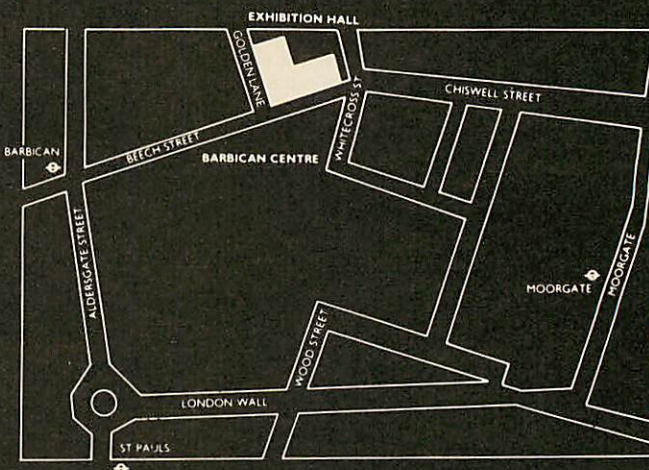 EXHIBITION HALL
GOLDEN LANE
CHISWELL STREET
WHITECROSS ST
BEECH STREET
BARBICAN
BARBICAN CENTRE
ALDERSGATE STREET
MOORGATE
MOORGATE
WOOD STREET
LONDON WALL
ST PAULS